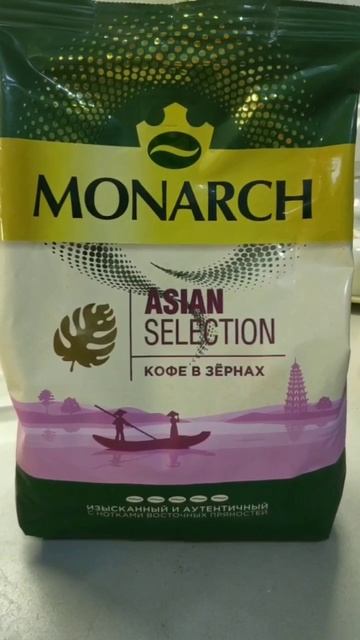 MONARCH
ASIAN
SELECTION
КОФЕ В ЗЁРНАХ
ИЗЫСКАННЫЙ И АУТЕНТИЧНЫЙ
С НОТКАМИ ВОСТОЧНЫХ ПРЯНОСТЕЙ